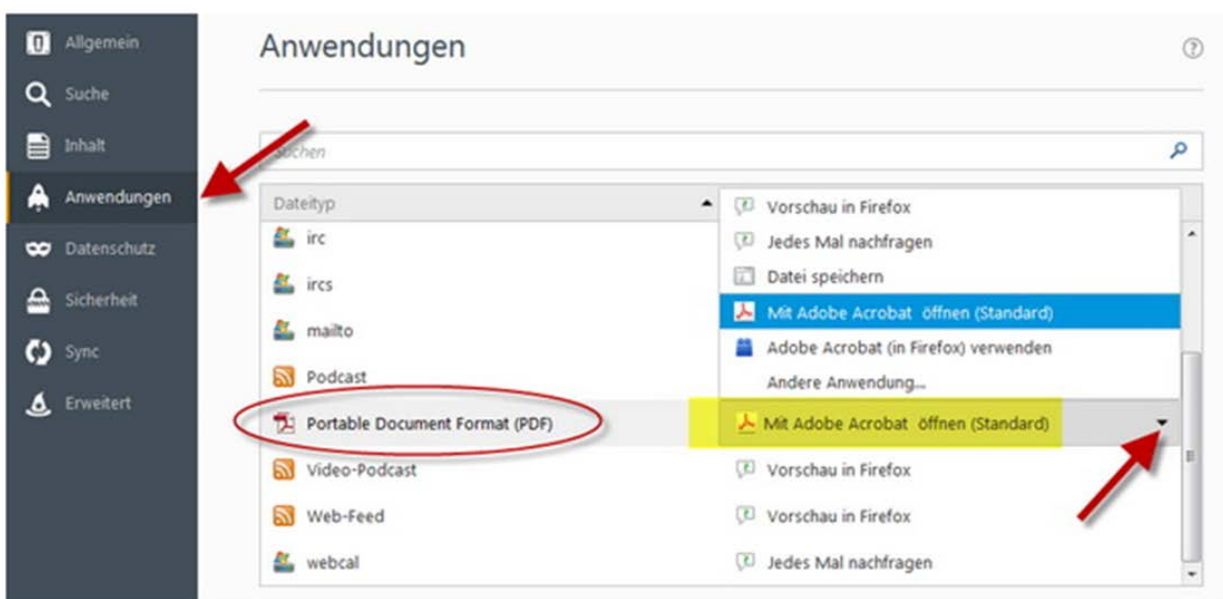 Allgemein
Suche
Inhalt
Anwendungen
Datenschutz
Sicherheit
Sync
Erweitert
Anwendungen
?
Suchen
Dateityp
irc
ircs
mailto
Podcast
Portable Document Format (PDF)
Video-Podcast
Web-Feed
webcal
Vorschau in Firefox
Jedes Mal nachfragen
Datei speichern
Mit Adobe Acrobat öffnen (Standard)
Adobe Acrobat (in Firefox) verwenden
Andere Anwendung...
Mit Adobe Acrobat öffnen (Standard)
Vorschau in Firefox
Vorschau in Firefox
Jedes Mal nachfragen